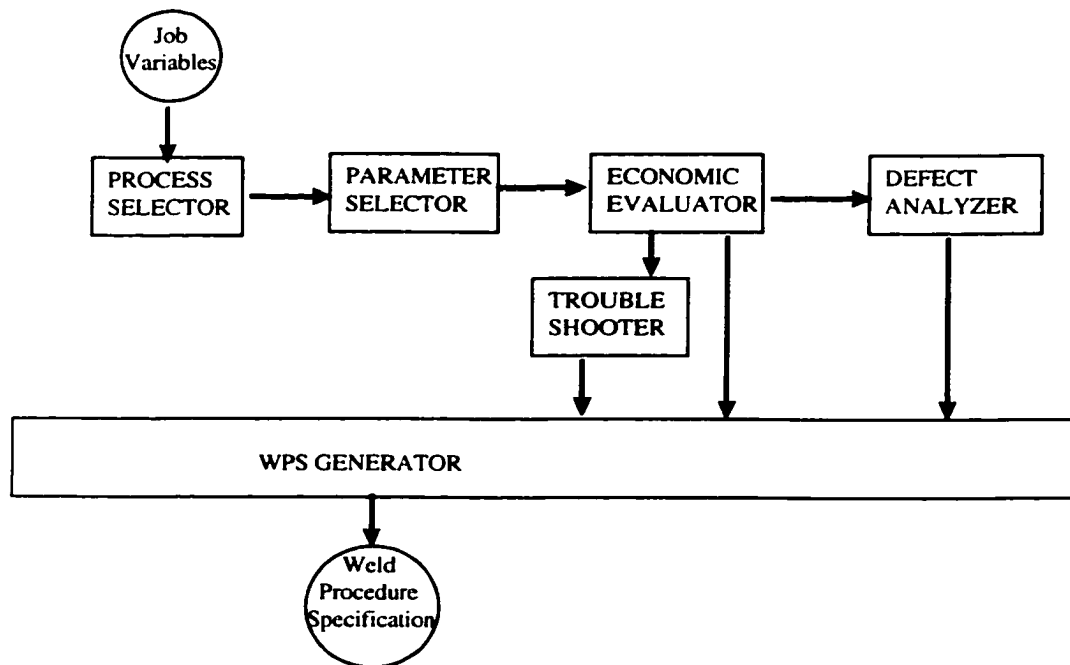 Job
Variables
PROCESS
SELECTOR
PARAMETER
SELECTOR
ECONOMIC
EVALUATOR
DEFECT
ANALYZER
TROUBLE
SHOOTER
WPS GENERATOR
Weld
Procedure
Specification